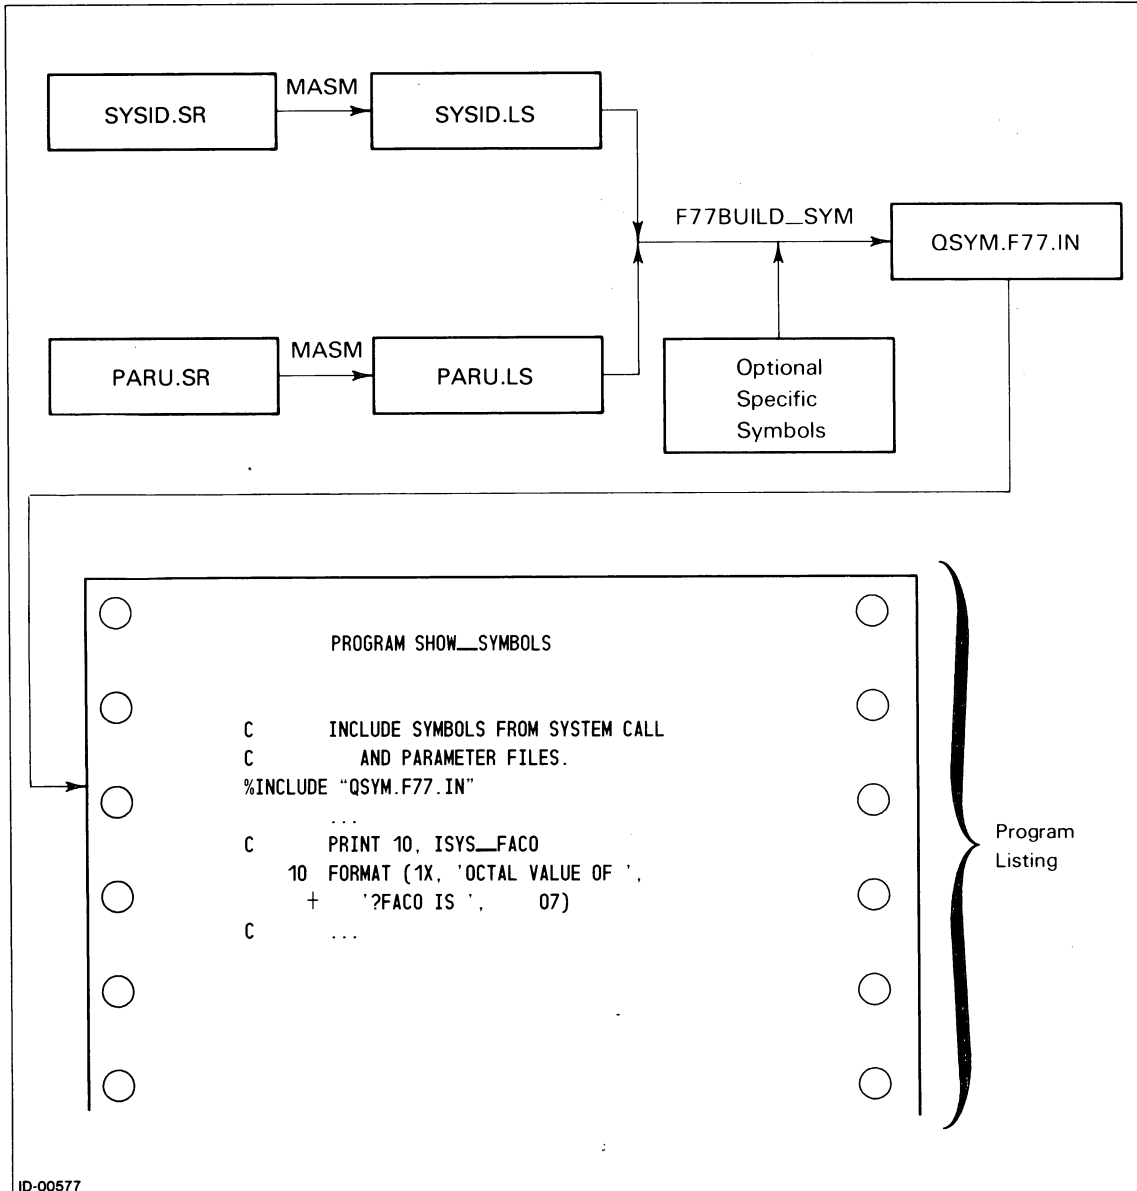 MASM
SYSID.SR
SYSID.LS
F77BUILD_SYM
QSYM.F77.IN
MASM
PARU.SR
PARU.LS
Optional
Specific
Symbols
PROGRAM SHOW_SYMBOLS
C INCLUDE SYMBOLS FROM SYSTEM CALL
C AND PARAMETER FILES.
%INCLUDE “QSYM.F77.IN”
...
C PRINT 10, ISYS_FACO
10 FORMAT (1X, 'OCTAL VALUE OF ',
+ '?FACO IS ', O7)
C ...
Program
Listing
ID-00577